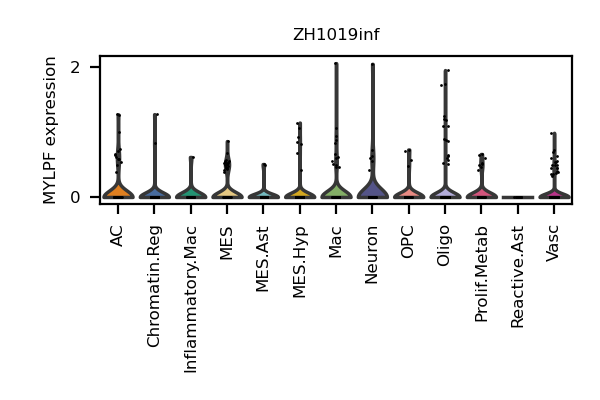 ZH1019inf
MYLPF expression
2
0
AC
Chromatin.Reg
Inflammatory.Mac
MES
MES.Ast
MES.Hyp
Mac
Neuron
OPC
Oligo
Prolif.Metab
Reactive.Ast
Vasc